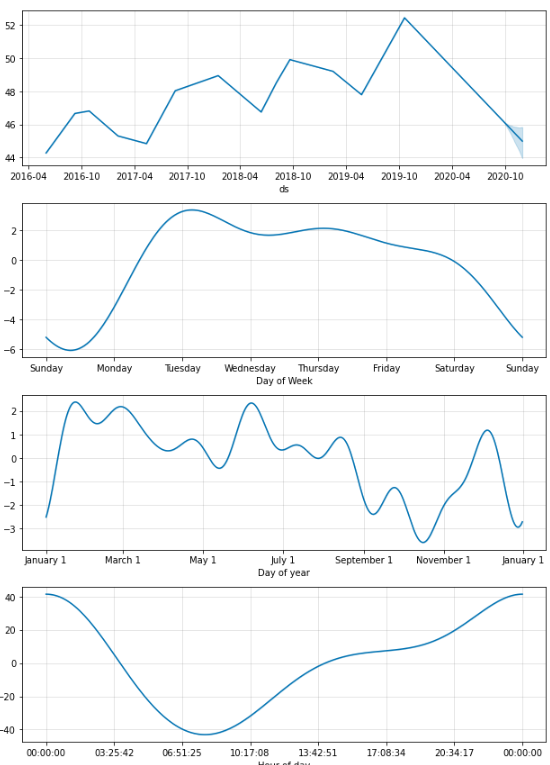 52
50
48
46
44
2016-04 2016-10 2017-04 2017-10 2018-04 2018-10 2019-04 2019-10 2020-04 2020-10
ds
2
0
−2
−4
−6
Sunday Monday Tuesday Wednesday Thursday Friday Saturday Sunday
Day of Week
2
1
0
−1
−2
−3
January 1 March 1 May 1 July 1 September 1 November 1 January 1
Day of year
40
20
0
−20
−40
00:00:00 03:25:42 06:51:25 10:17:08 13:42:51 17:08:34 20:34:17 00:00:00
Hour of day